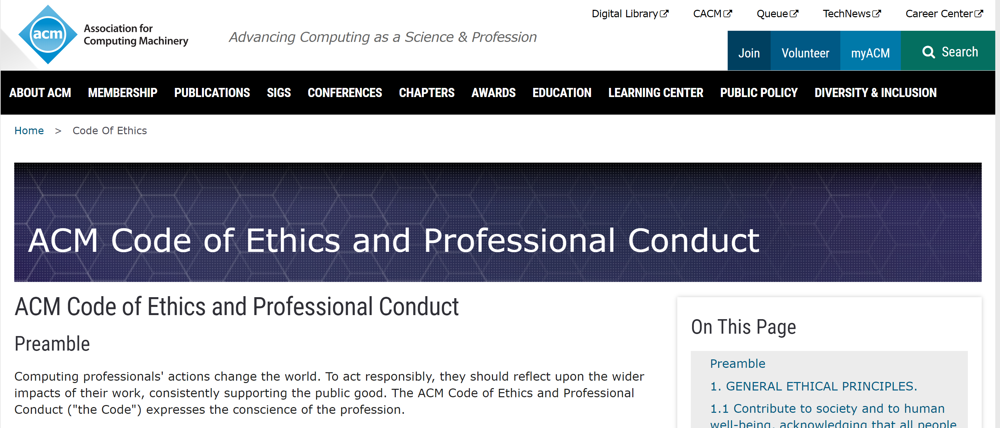 acm
Association for
Computing Machinery
Advancing Computing as a Science & Profession
Digital Library CACM Queue TechNews Career Center
Join Volunteer myACM Search
ABOUT ACM MEMBERSHIP PUBLICATIONS SIGS CONFERENCES CHAPTERS AWARDS EDUCATION LEARNING CENTER PUBLIC POLICY DIVERSITY & INCLUSION
Home > Code Of Ethics
ACM Code of Ethics and Professional Conduct
ACM Code of Ethics and Professional Conduct
Preamble
Computing professionals' actions change the world. To act responsibly, they should reflect upon the wider
impacts of their work, consistently supporting the public good. The ACM Code of Ethics and Professional
Conduct ("the Code") expresses the conscience of the profession.
On This Page
Preamble
1. GENERAL ETHICAL PRINCIPLES.
1.1 Contribute to society and to human
well-being, acknowledging that all people